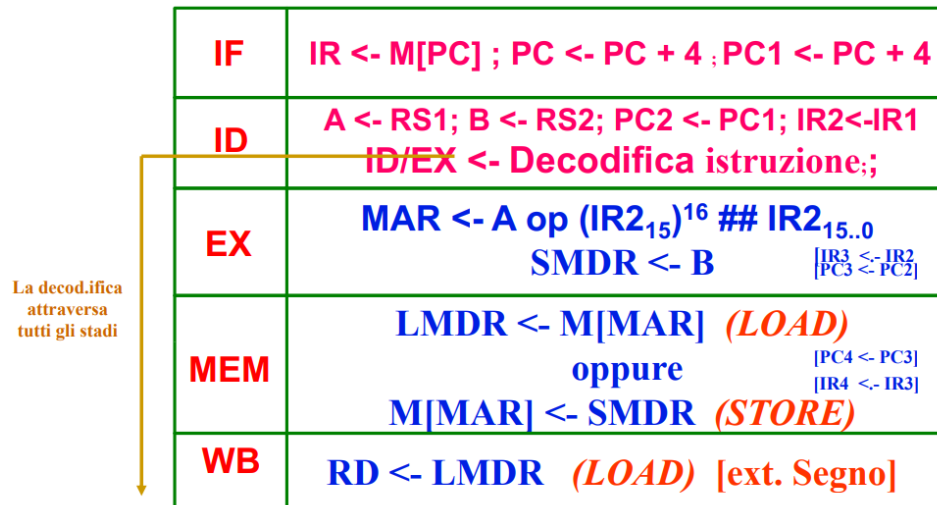 IF
IR <- M[PC] ; PC <- PC + 4 ; PC1 <- PC + 4
ID
A <- RS1; B <- RS2; PC2 <- PC1; IR2<-IR1
ID/EX <- Decodifica istruzione;;
EX
MAR <- A op (IR2₁₅)¹⁶ ## IR2₁₅..₀
SMDR <- B
[IR3 <.- IR2
[PC3 <- PC2]
La decod.ifica
attraversa
tutti gli stadi
MEM
LMDR <- M[MAR] (LOAD)
oppure
[PC4 <- PC3]
[IR4 <.- IR3]
M[MAR] <- SMDR (STORE)
WB
RD <- LMDR (LOAD) [ext. Segno]